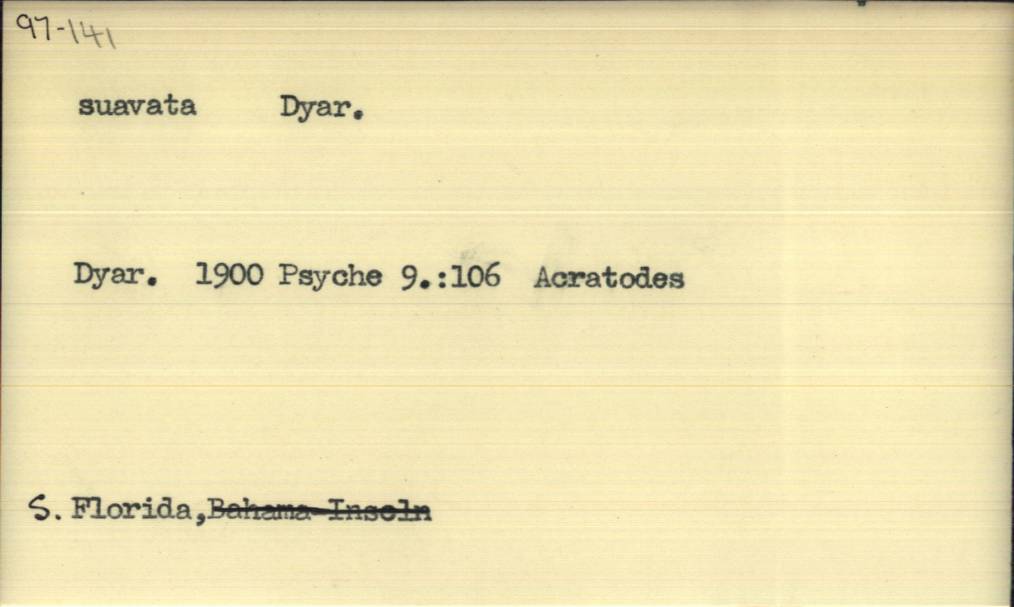 97-141
suavata Dyar.
Dyar. 1900 Psyche 9.:106 Acratodes
S. Florida,Bahama Inseln